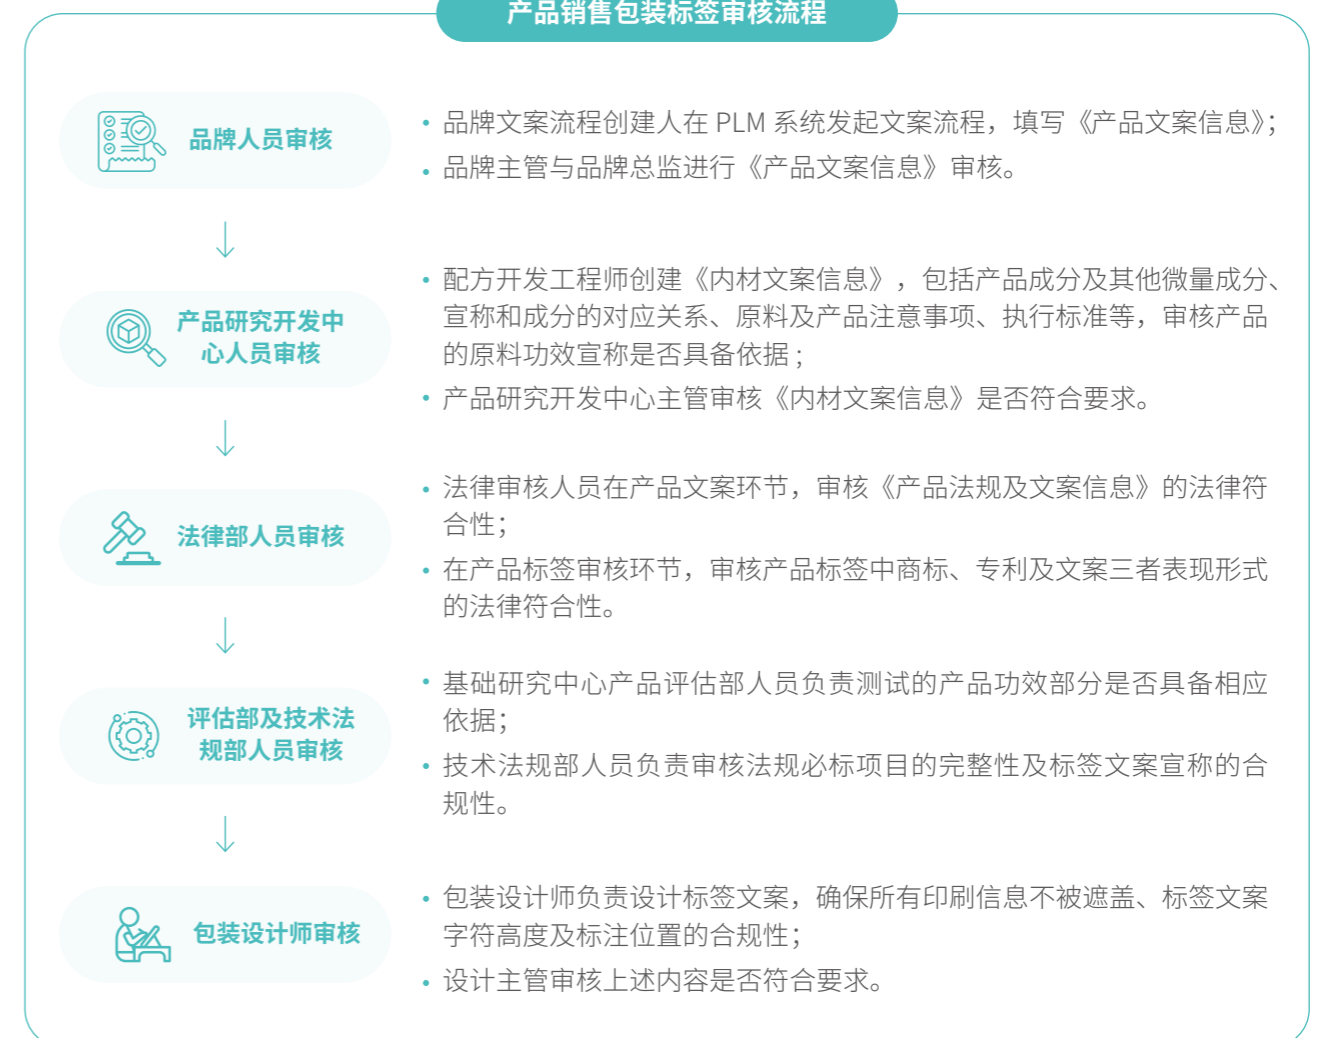 产品销售包装标签审核流程
品牌人员审核
• 品牌文案流程创建人在 PLM 系统发起文案流程，填写《产品文案信息》；
• 品牌主管与品牌总监进行《产品文案信息》审核。
产品研究开发中
心人员审核
• 配方开发工程师创建《内材文案信息》，包括产品成分及其他微量成分、
宣称和成分的对应关系、原料及产品注意事项、执行标准等，审核产品
的原料功效宣称是否具备依据；
• 产品研究开发中心主管审核《内材文案信息》是否符合要求。
法律部人员审核
• 法律审核人员在产品文案环节，审核《产品法规及文案信息》的法律符
合性；
• 在产品标签审核环节，审核产品标签中商标、专利及文案三者表现形式
的法律符合性。
评估部及技术法
规部人员审核
• 基础研究中心产品评估部人员负责测试的产品功效部分是否具备相应
依据；
• 技术法规部人员负责审核法规必标项目的完整性及标签文案宣称的合
规性。
包装设计师审核
• 包装设计师负责设计标签文案，确保所有印刷信息不被遮盖、标签文案
字符高度及标注位置的合规性；
• 设计主管审核上述内容是否符合要求。